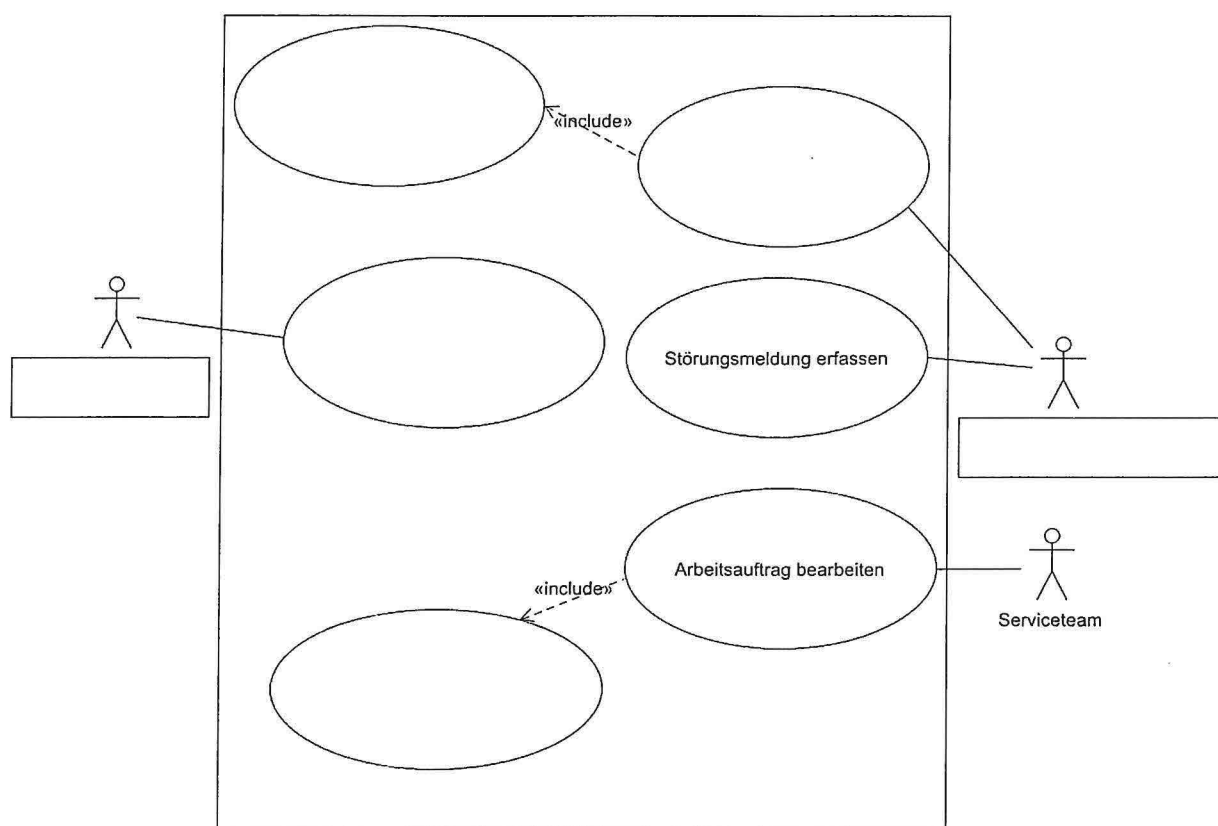 «include»
Störungsmeldung erfassen
Arbeitsauftrag bearbeiten
«include»
Serviceteam